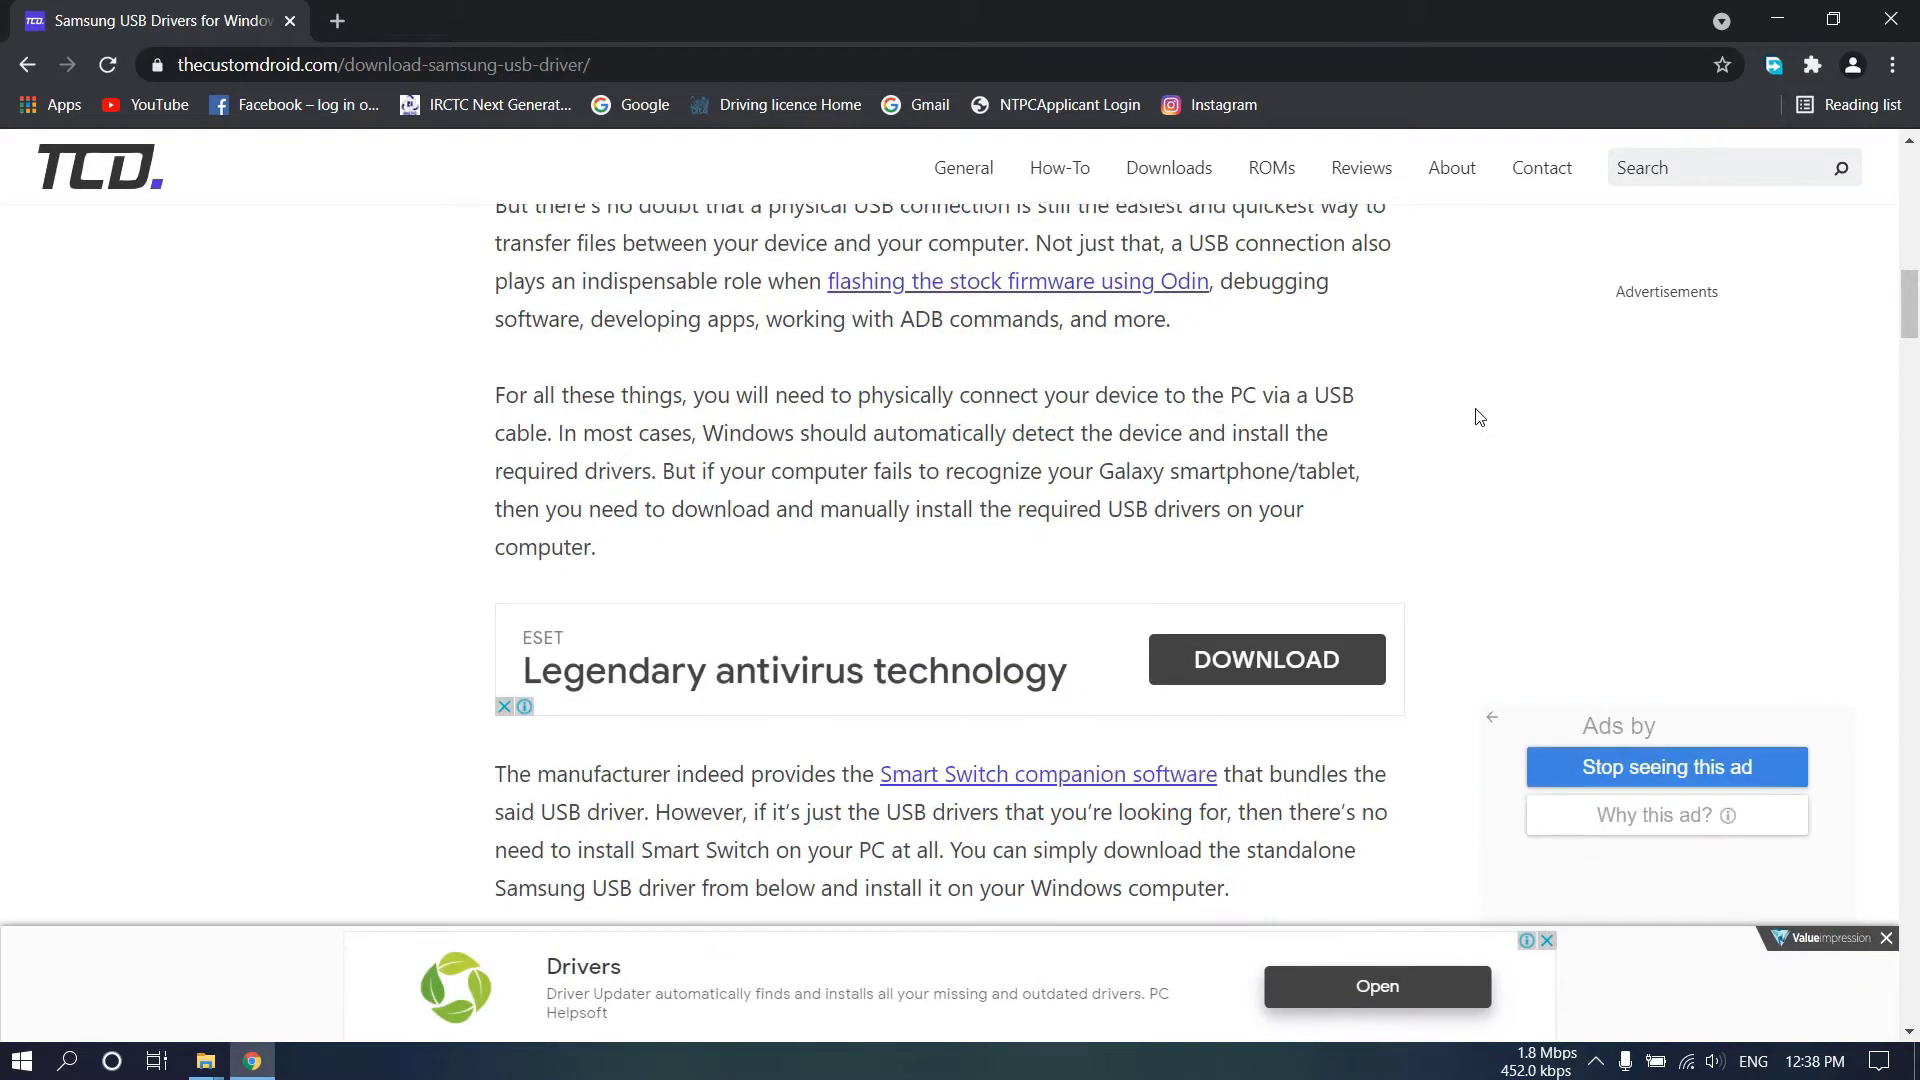 TCD.
Samsung USB Drivers for Windo
thecustomdroid.com/download-samsung-usb-driver/
Apps
YouTube
Facebook – log in o...
IRCTC Next Generat...
Google
Driving licence Home
Gmail
NTPCApplicant Login
Instagram
Reading list
TCD.
General
How-To
Downloads
ROMs
Reviews
About
Contact
Search
But there's no doubt that a physical USB connection is still the easiest and quickest way to
transfer files between your device and your computer. Not just that, a USB connection also
plays an indispensable role when flashing the stock firmware using Odin, debugging
software, developing apps, working with ADB commands, and more.
Advertisements
For all these things, you will need to physically connect your device to the PC via a USB
cable. In most cases, Windows should automatically detect the device and install the
required drivers. But if your computer fails to recognize your Galaxy smartphone/tablet,
then you need to download and manually install the required USB drivers on your
computer.
ESET
Legendary antivirus technology
DOWNLOAD
Ads by
Stop seeing this ad
Why this ad?
The manufacturer indeed provides the Smart Switch companion software that bundles the
said USB driver. However, if it's just the USB drivers that you're looking for, then there's no
need to install Smart Switch on your PC at all. You can simply download the standalone
Samsung USB driver from below and install it on your Windows computer.
Valueimpression
Drivers
Driver Updater automatically finds and installs all your missing and outdated drivers. PC
Helpsoft
Open
1.8 Mbps
452.0 kbps
ENG
12:38 PM